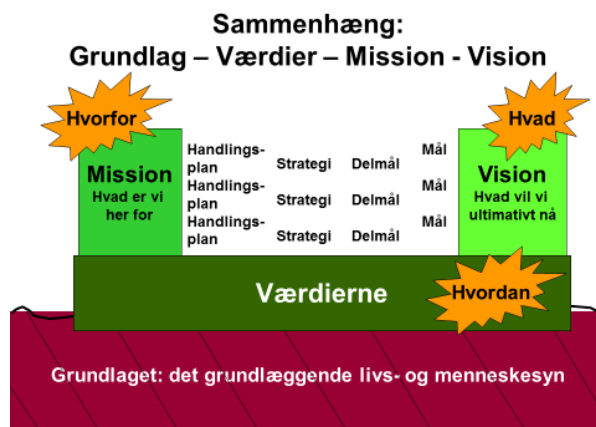 Sammenhæng:
Grundlag – Værdier – Mission - Vision
Hvorfor
Hvad
Mission
Hvad er vi
her for
Handlings-
plan
Strategi
Delmål
Mål
Handlings-
plan
Strategi
Delmål
Mål
Handlings-
plan
Strategi
Delmål
Mål
Vision
Hvad vil vi
ultimativt nå
Værdierne
Hvordan
Grundlaget: det grundlæggende livs- og menneskesyn